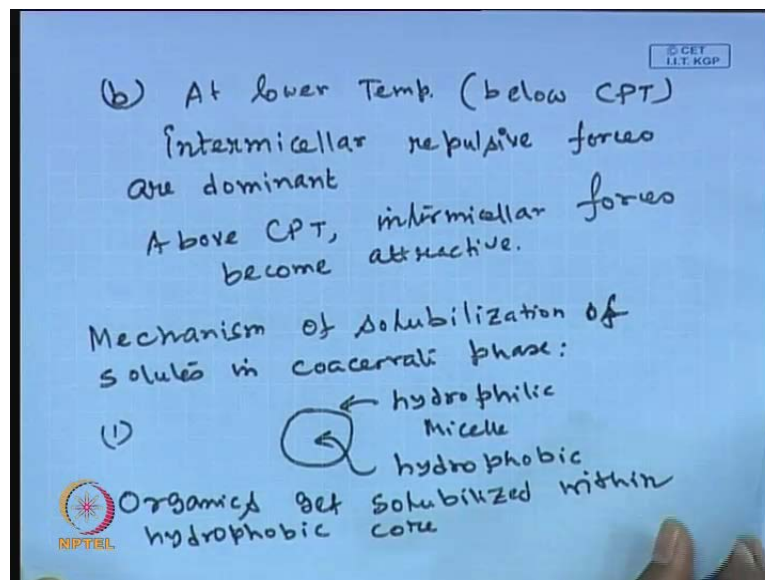 © CET
I.I.T. KGP
(b) At lower Temp. (below CPT)
Intermicellar repulsive forces
are dominant
Above CPT, intermicellar forces
become attractive.
Mechanism of solubilization of
solutes in coacervate phase:
(1)
hydrophilic
Micelle
hydrophobic
Organics get solubilized within
hydrophobic core
NPTEL